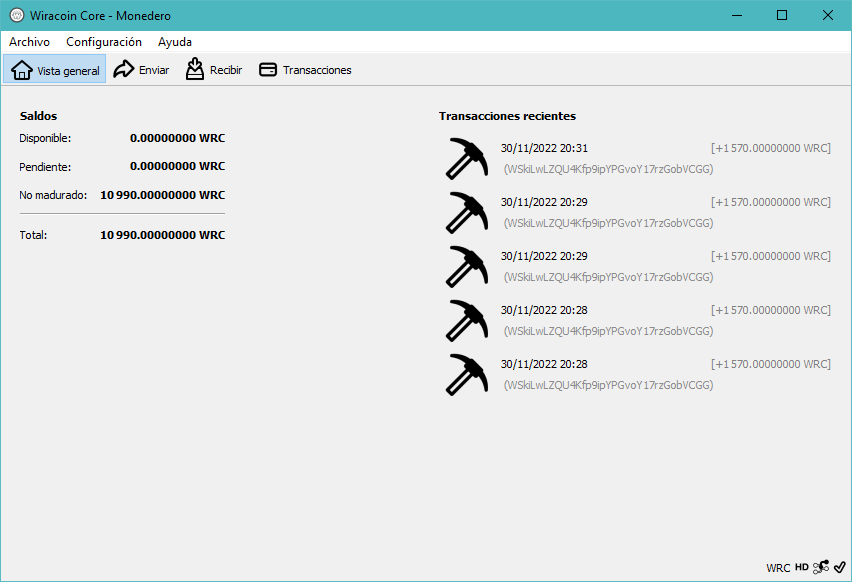 Wiracoin Core - Monedero
Archivo Configuración Ayuda
Vista general Enviar Recibir Transacciones
Saldos
Disponible: 0.00000000 WRC
Pendiente: 0.00000000 WRC
No madurado: 10 990.00000000 WRC
Total: 10 990.00000000 WRC
Transacciones recientes
30/11/2022 20:31 [+1 570.00000000 WRC]
(WSkiLwLZQU4Kfp9ipYPGvoY17rzGobVCGG)
30/11/2022 20:29 [+1 570.00000000 WRC]
(WSkiLwLZQU4Kfp9ipYPGvoY17rzGobVCGG)
30/11/2022 20:29 [+1 570.00000000 WRC]
(WSkiLwLZQU4Kfp9ipYPGvoY17rzGobVCGG)
30/11/2022 20:28 [+1 570.00000000 WRC]
(WSkiLwLZQU4Kfp9ipYPGvoY17rzGobVCGG)
30/11/2022 20:28 [+1 570.00000000 WRC]
(WSkiLwLZQU4Kfp9ipYPGvoY17rzGobVCGG)
WRC HD